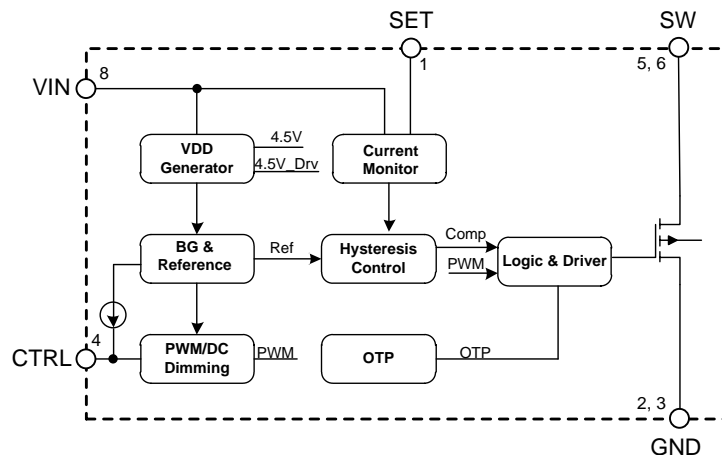 SET
SW
1
5, 6
8
VIN
4.5V
VDD
Generator
4.5V_Drv
Current
Monitor
Comp
BG &
Reference
Ref
Hysteresis
Control
PWM
Logic & Driver
4
CTRL
PWM/DC
Dimming
PWM
OTP
OTP
2, 3
GND